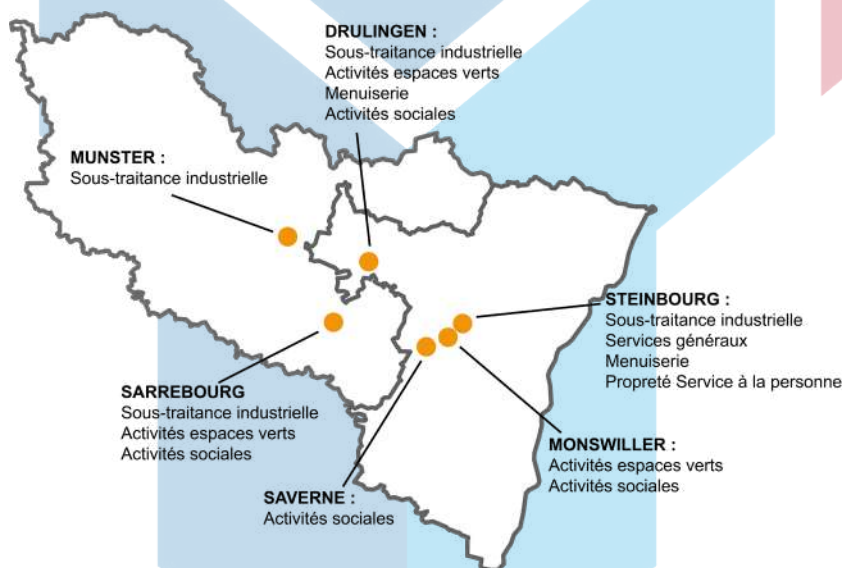 DRULINGEN :
Sous-traitance industrielle
Activités espaces verts
Menuiserie
Activités sociales
MUNSTER :
Sous-traitance industrielle
STEINBOURG :
Sous-traitance industrielle
Services généraux
Menuiserie
Propreté Service à la personne
SARREBOURG
Sous-traitance industrielle
Activités espaces verts
Activités sociales
MONSWILLER :
Activités espaces verts
Activités sociales
SAVERNE :
Activités sociales